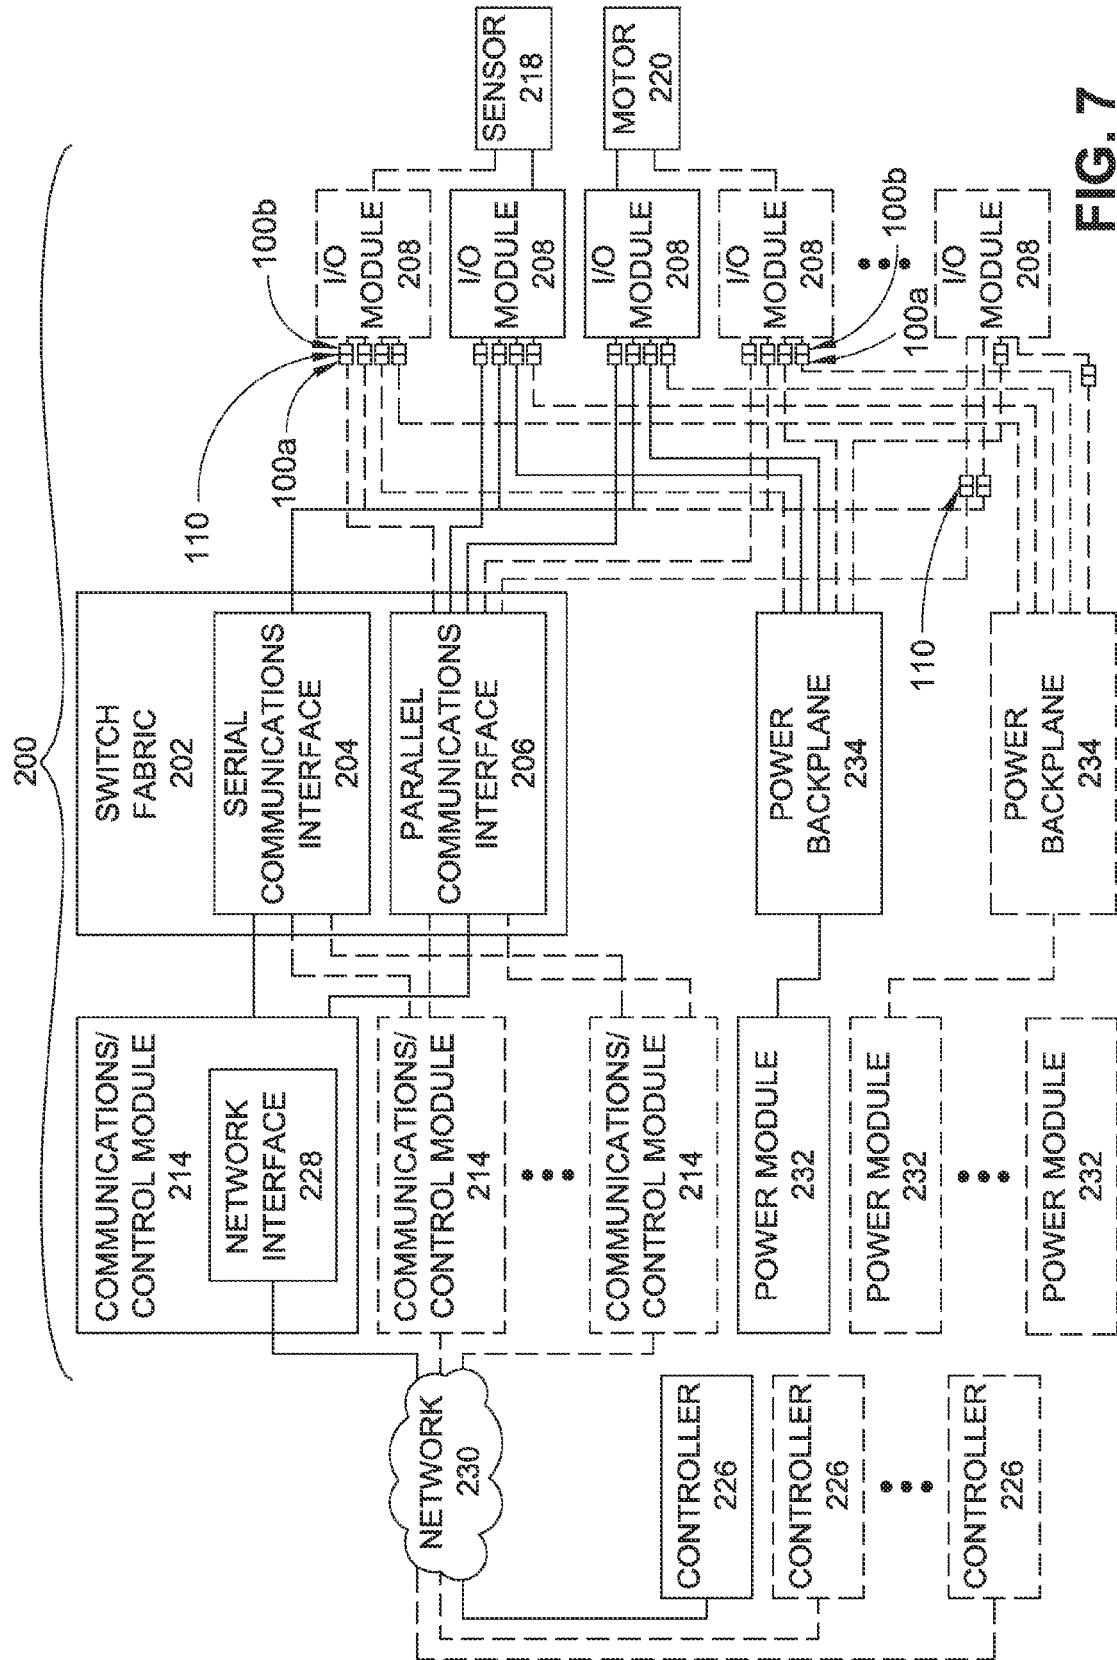 200
SWITCH
FABRIC
202
SERIAL
COMMUNICATIONS
INTERFACE
204
PARALLEL
COMMUNICATIONS
INTERFACE
206
COMMUNICATIONS/
CONTROL MODULE
214
NETWORK
INTERFACE
228
COMMUNICATIONS/
CONTROL MODULE
214
COMMUNICATIONS/
CONTROL MODULE
214
POWER MODULE
232
POWER MODULE
232
POWER MODULE
232
NETWORK
230
CONTROLLER
226
CONTROLLER
226
CONTROLLER
226
POWER
BACKPLANE
234
POWER
BACKPLANE
234
110
100a
100b
I/O
MODULE
208
I/O
MODULE
208
I/O
MODULE
208
I/O
MODULE
208
I/O
MODULE
208
100b
100a
110
SENSOR
218
MOTOR
220
FIG. 7